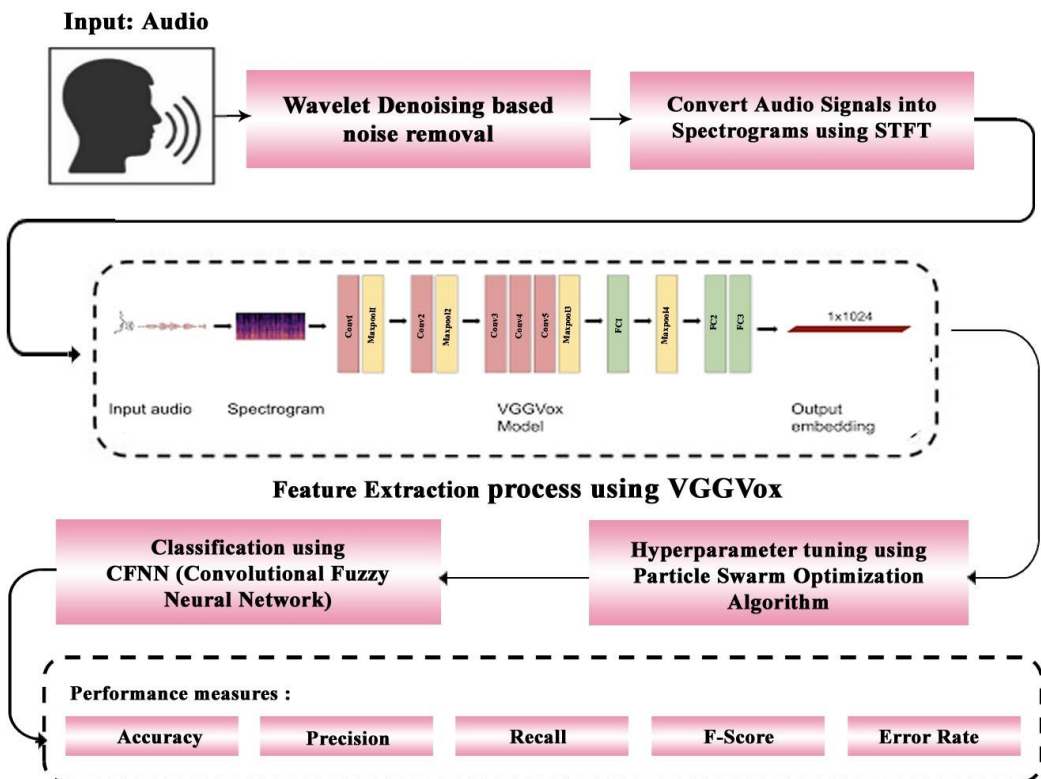 Input: Audio
Wavelet Denoising based
noise removal
Convert Audio Signals into
Spectrograms using STFT
Conv1
Maxpool1
Conv2
Maxpool2
Conv3
Conv4
Conv5
Maxpool3
FC1
Maxpool4
FC2
FC3
1x1024
Input audio
Spectrogram
VGGVox
Model
Output
embedding
Feature Extraction process using VGGVox
Classification using
CFNN (Convolutional Fuzzy
Neural Network)
Hyperparameter tuning using
Particle Swarm Optimization
Algorithm
Performance measures :
Accuracy
Precision
Recall
F-Score
Error Rate